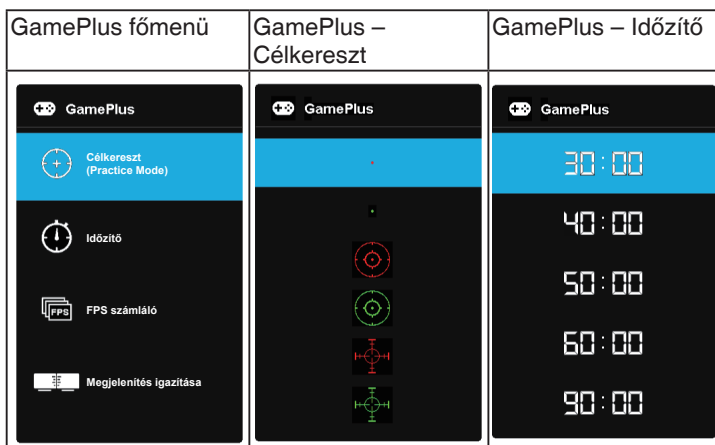 GamePlus főmenü
GamePlus –
Célkereszt
GamePlus – Időzítő
GamePlus
Célkereszt
(Practice Mode)
Időzítő
FPS
FPS számláló
Megjelenítés igazítása
GamePlus
GamePlus
30:00
40:00
50:00
60:00
90:00